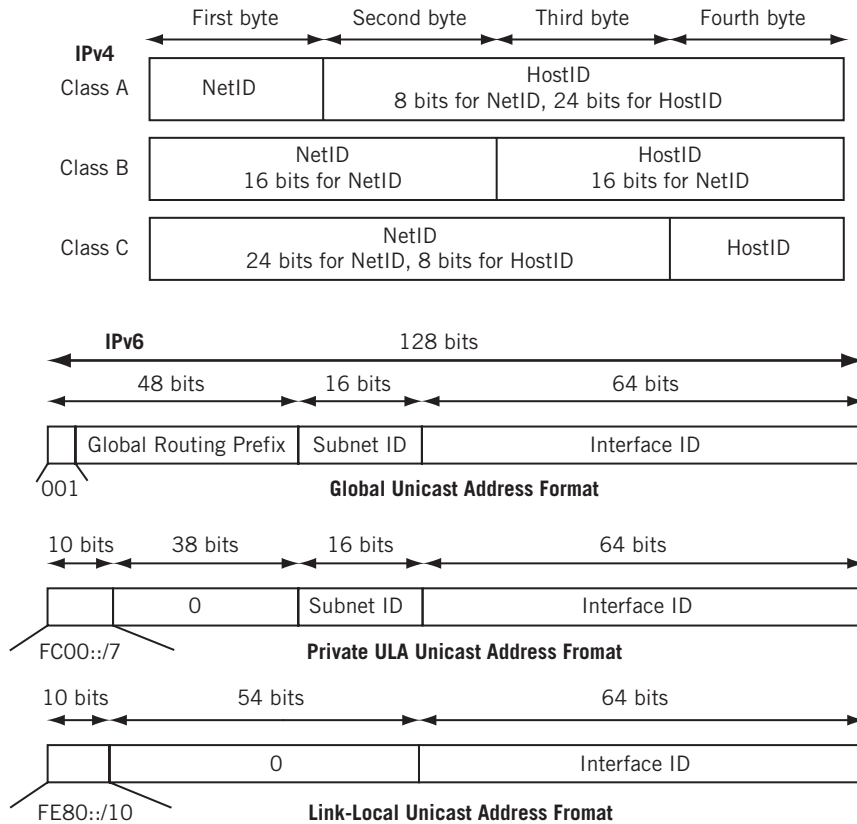 First byte Second byte Third byte Fourth byte
IPv4
Class A NetID HostID
8 bits for NetID, 24 bits for HostID
Class B NetID HostID
16 bits for NetID 16 bits for NetID
Class C NetID HostID
24 bits for NetID, 8 bits for HostID
IPv6 128 bits
48 bits 16 bits 64 bits
Global Routing Prefix Subnet ID Interface ID
001 Global Unicast Address Format
10 bits 38 bits 16 bits 64 bits
0 Subnet ID Interface ID
FC00::/7 Private ULA Unicast Address Fromat
10 bits 54 bits 64 bits
0 Interface ID
FE80::/10 Link-Local Unicast Address Fromat